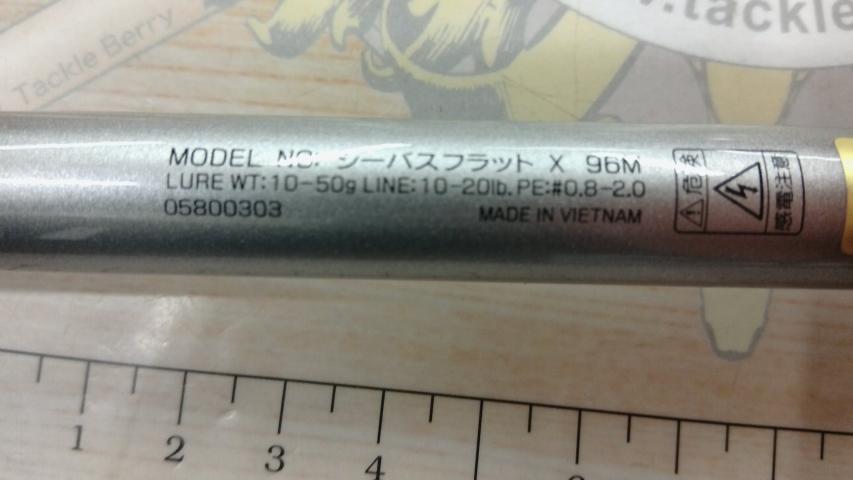 Tackle Berry
.tackle
MODEL NO: シーバスフラット X 96M
LURE WT:10-50g LINE:10-20lb. PE:#0.8-2.0
05800303 MADE IN VIETNAM
危険
感電注意
1 2 3 4